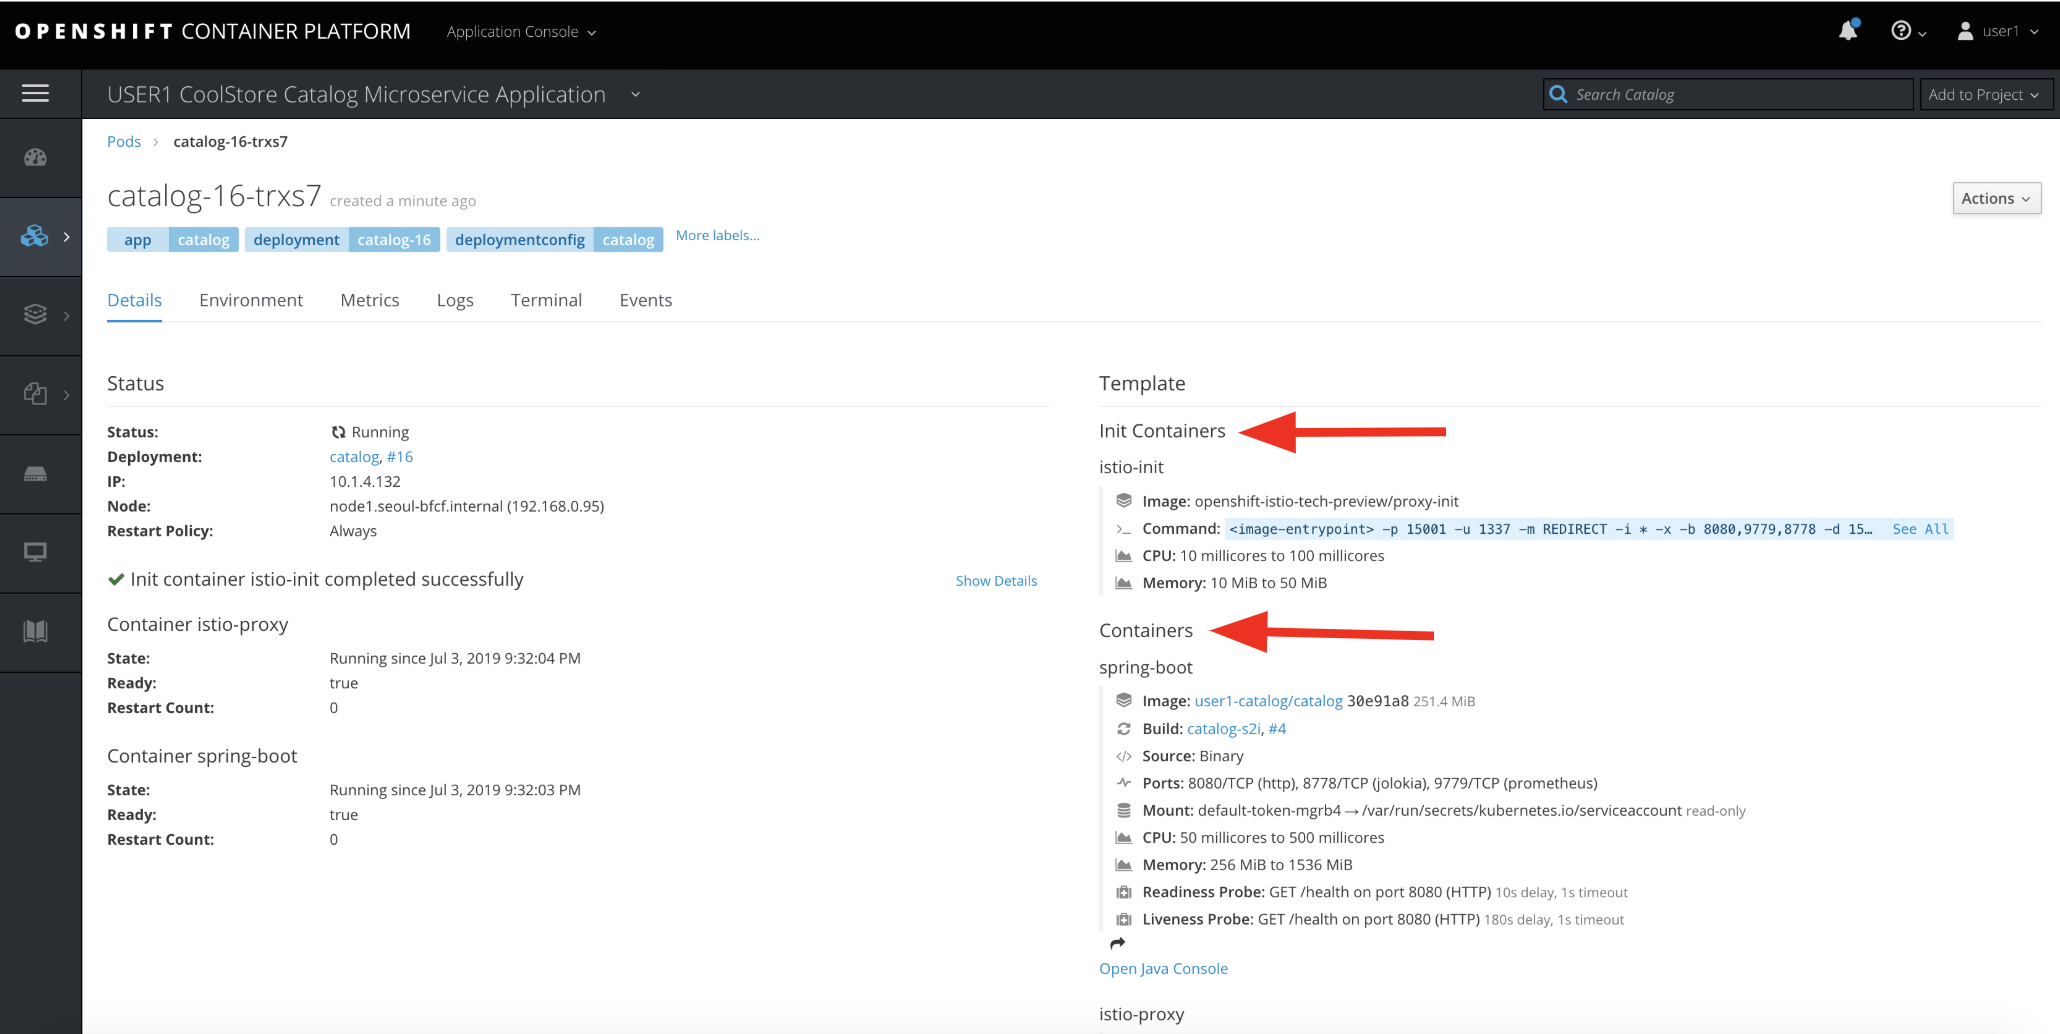 OPENSHIFT CONTAINER PLATFORM
Application Console
user1
USER1 CoolStore Catalog Microservice Application
Search Catalog
Add to Project
Pods > catalog-16-trxs7
catalog-16-trxs7 created a minute ago
Actions
app catalog deployment catalog-16 deploymentconfig catalog More labels...
Details Environment Metrics Logs Terminal Events
Status
Status: Running
Deployment: catalog, #16
IP: 10.1.4.132
Node: node1.seoul-bfcf.internal (192.168.0.95)
Restart Policy: Always
Init container istio-init completed successfully Show Details
Container istio-proxy
State: Running since Jul 3, 2019 9:32:04 PM
Ready: true
Restart Count: 0
Container spring-boot
State: Running since Jul 3, 2019 9:32:03 PM
Ready: true
Restart Count: 0
Template
Init Containers
istio-init
Image: openshift-istio-tech-preview/proxy-init
Command: <image-entrypoint> -p 15001 -u 1337 -m REDIRECT -i * -x -b 8080,9779,8778 -d 15... See All
CPU: 10 millicores to 100 millicores
Memory: 10 MiB to 50 MiB
Containers
spring-boot
Image: user1-catalog/catalog 30e91a8 251.4 MiB
Build: catalog-s2i, #4
Source: Binary
Ports: 8080/TCP (http), 8778/TCP (jolokia), 9779/TCP (prometheus)
Mount: default-token-mgrb4 → /var/run/secrets/kubernetes.io/serviceaccount read-only
CPU: 50 millicores to 500 millicores
Memory: 256 MiB to 1536 MiB
Readiness Probe: GET /health on port 8080 (HTTP) 10s delay, 1s timeout
Liveness Probe: GET /health on port 8080 (HTTP) 180s delay, 1s timeout
Open Java Console
istio-proxy